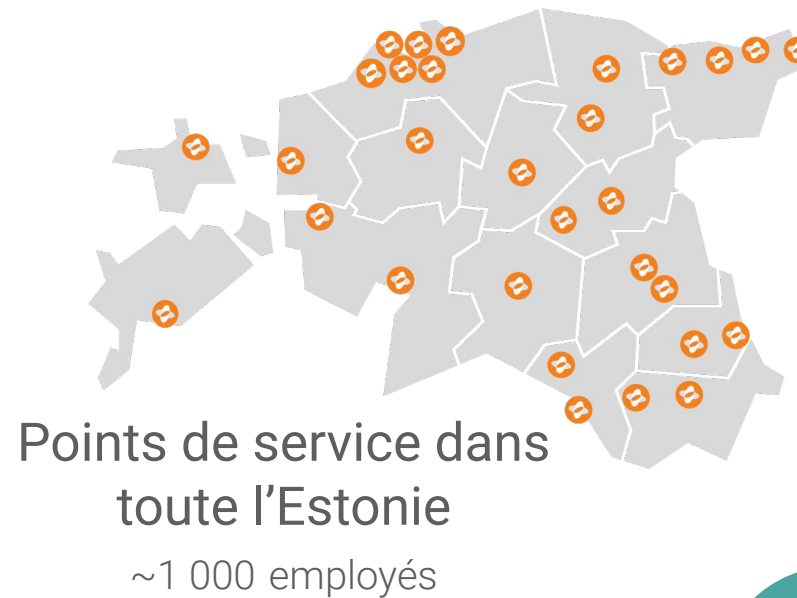 Points de service dans
toute l’Estonie
~1 000 employés